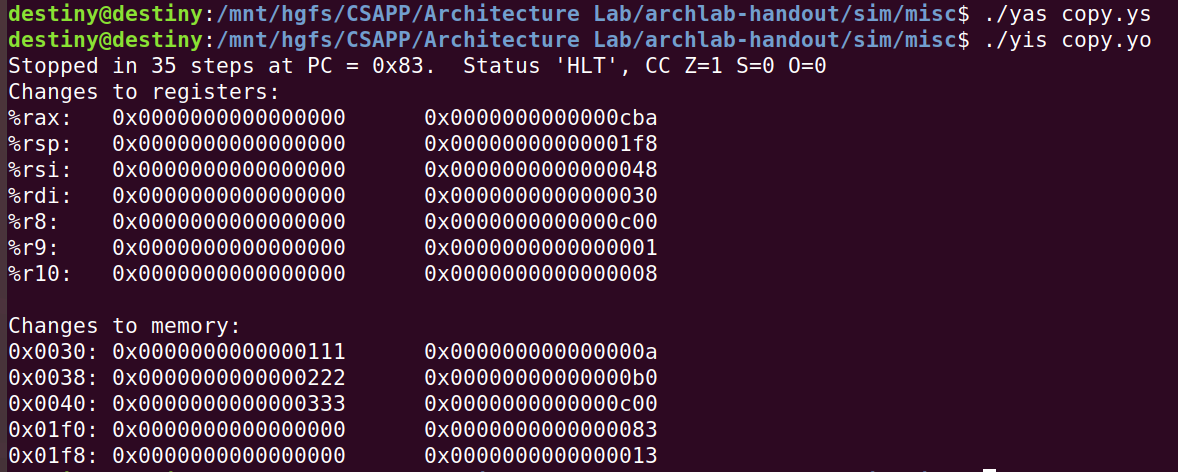 destiny@destiny:/mnt/hgfs/CSAPP/Architecture Lab/archlab-handout/sim/misc$ ./yas copy.ys
destiny@destiny:/mnt/hgfs/CSAPP/Architecture Lab/archlab-handout/sim/misc$ ./yis copy.yo
Stopped in 35 steps at PC = 0x83.  Status 'HLT', CC Z=1 S=0 O=0
Changes to registers:
%rax:   0x0000000000000000      0x0000000000000cba
%rsp:   0x0000000000000000      0x00000000000001f8
%rsi:   0x0000000000000000      0x0000000000000048
%rdi:   0x0000000000000000      0x0000000000000030
%r8:    0x0000000000000000      0x0000000000000c00
%r9:    0x0000000000000000      0x0000000000000001
%r10:   0x0000000000000000      0x0000000000000008

Changes to memory:
0x0030: 0x0000000000000111      0x000000000000000a
0x0038: 0x0000000000000222      0x00000000000000b0
0x0040: 0x0000000000000333      0x0000000000000c00
0x01f0: 0x0000000000000000      0x0000000000000083
0x01f8: 0x0000000000000000      0x0000000000000013